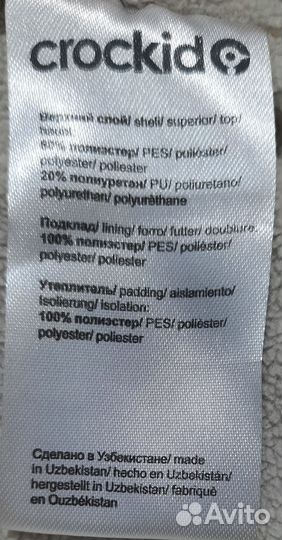 crockid
Верхний слой/ shell/ superior/ top/
80% полиэстер/ PES/ poliéster/
polyester/ poliester
20% полиуретан/ PU/ poliuretano/
polyurethan/ polyuréthane
Подклад/ lining/ forro/ futter/ doublure:
100% полиэстер/ PES/ poliéster/
polyester/ poliester
Утеплитель/ padding/ aislamiento/
Isolierung/ isolation:
100% полиэстер/ PES/ poliéster/
polyester/ poliester
Сделано в Узбекистане/ made
in Uzbekistan/ hecho en Uzbekistán/
hergestellt in Uzbekistan/ fabriqué
en Ouzbékistan
Avito